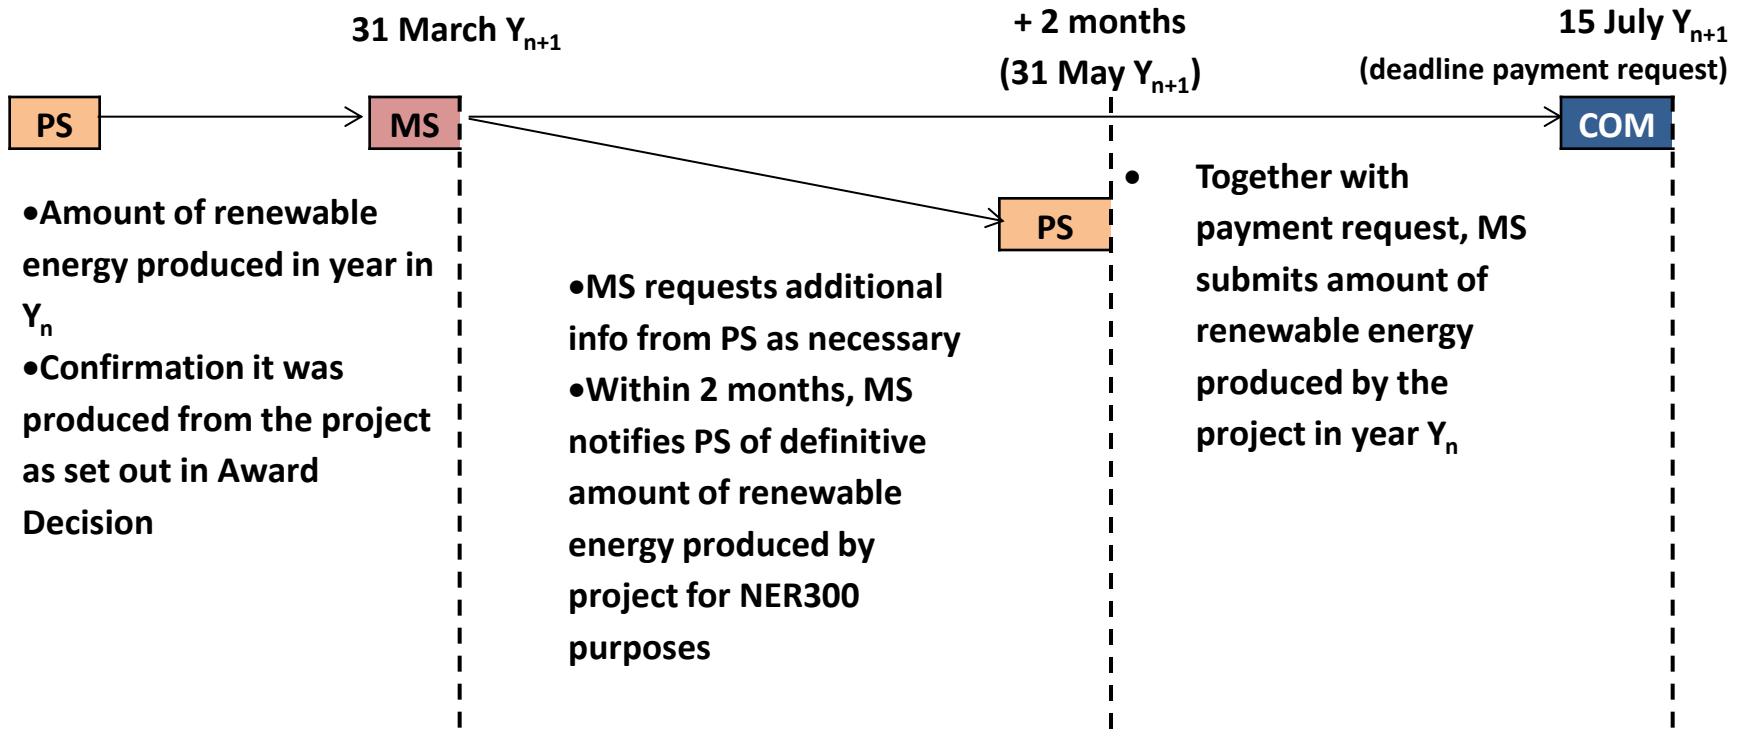 31 March Yn+1
+ 2 months
(31 May Yn+1)
15 July Yn+1
(deadline payment request)
PS
MS
COM
PS
•Amount of renewable
energy produced in year in
Yn
•Confirmation it was
produced from the project
as set out in Award
Decision
•MS requests additional
info from PS as necessary
•Within 2 months, MS
notifies PS of definitive
amount of renewable
energy produced by
project for NER300
purposes
• Together with
payment request, MS
submits amount of
renewable energy
produced by the
project in year Yn